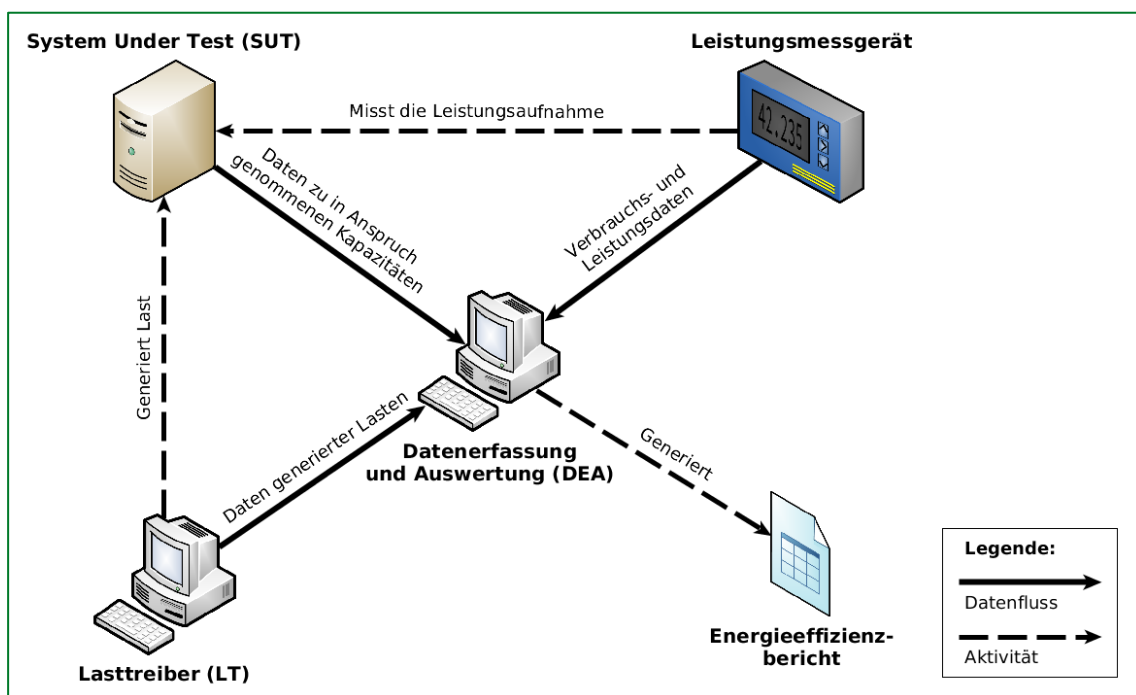 System Under Test (SUT)
Leistungsmessgerät
Misst die Leistungsaufnahme
42.235
Daten zu in Anspruch
genommenen Kapazitäten
Verbrauchs- und
Leistungsdaten
Generiert Last
Daten generierter Lasten
Datenerfassung
und Auswertung (DEA)
Generiert
Lasttreiber (LT)
Energieeffizienz-
bericht
Legende:
Datenfluss
Aktivität